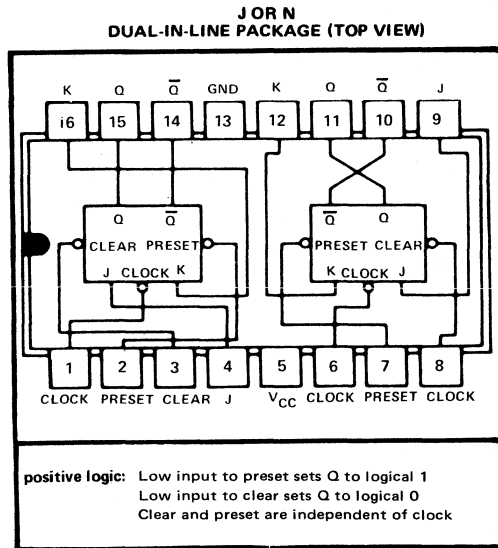 J OR N
DUAL-IN-LINE PACKAGE (TOP VIEW)
K Q Q̅ GND K Q Q̅ J
i6 15 14 13 12 11 10 9
Q Q̅ Q̅ Q
CLEAR PRESET PRESET CLEAR
J CLOCK K K CLOCK J
1 2 3 4 5 6 7 8
CLOCK PRESET CLEAR J VCC CLOCK PRESET CLOCK
positive logic: Low input to preset sets Q to logical 1
Low input to clear sets Q to logical 0
Clear and preset are independent of clock